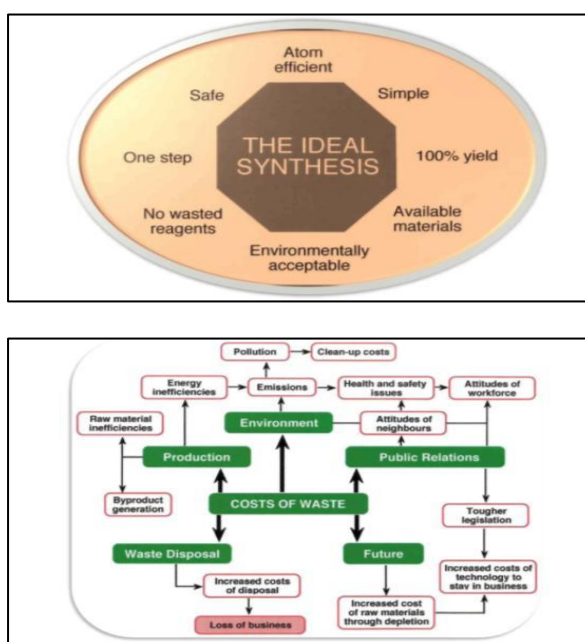 Atom
efficient
Safe
Simple
THE IDEAL
SYNTHESIS
One step
100% yield
No wasted
reagents
Available
materials
Environmentally
acceptable
Pollution
Clean-up costs
Energy
inefficiencies
Emissions
Health and safety
issues
Attitudes of
workforce
Raw material
inefficiencies
Environment
Attitudes of
neighbours
Production
Public Relations
Byproduct
generation
COSTS OF WASTE
Tougher
legislation
Waste Disposal
Future
Increased costs
of disposal
Increased costs of
technology to
stay in business
Loss of business
Increased cost
of raw materials
through depletion